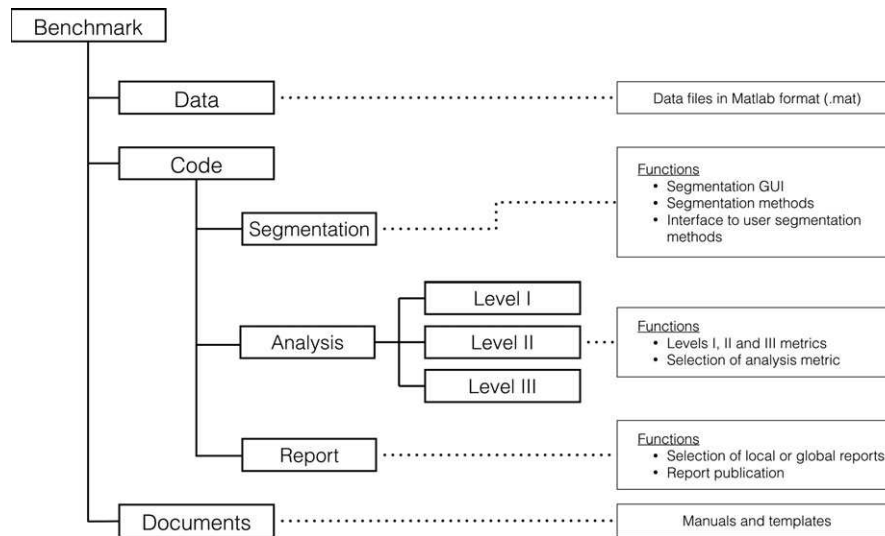 Benchmark
Data
Data files in Matlab format (.mat)
Code
Functions
• Segmentation GUI
• Segmentation methods
• Interface to user segmentation
methods
Segmentation
Level I
Analysis
Level II
Level III
Functions
• Levels I, II and III metrics
• Selection of analysis metric
Report
Functions
• Selection of local or global reports
• Report publication
Documents
Manuals and templates